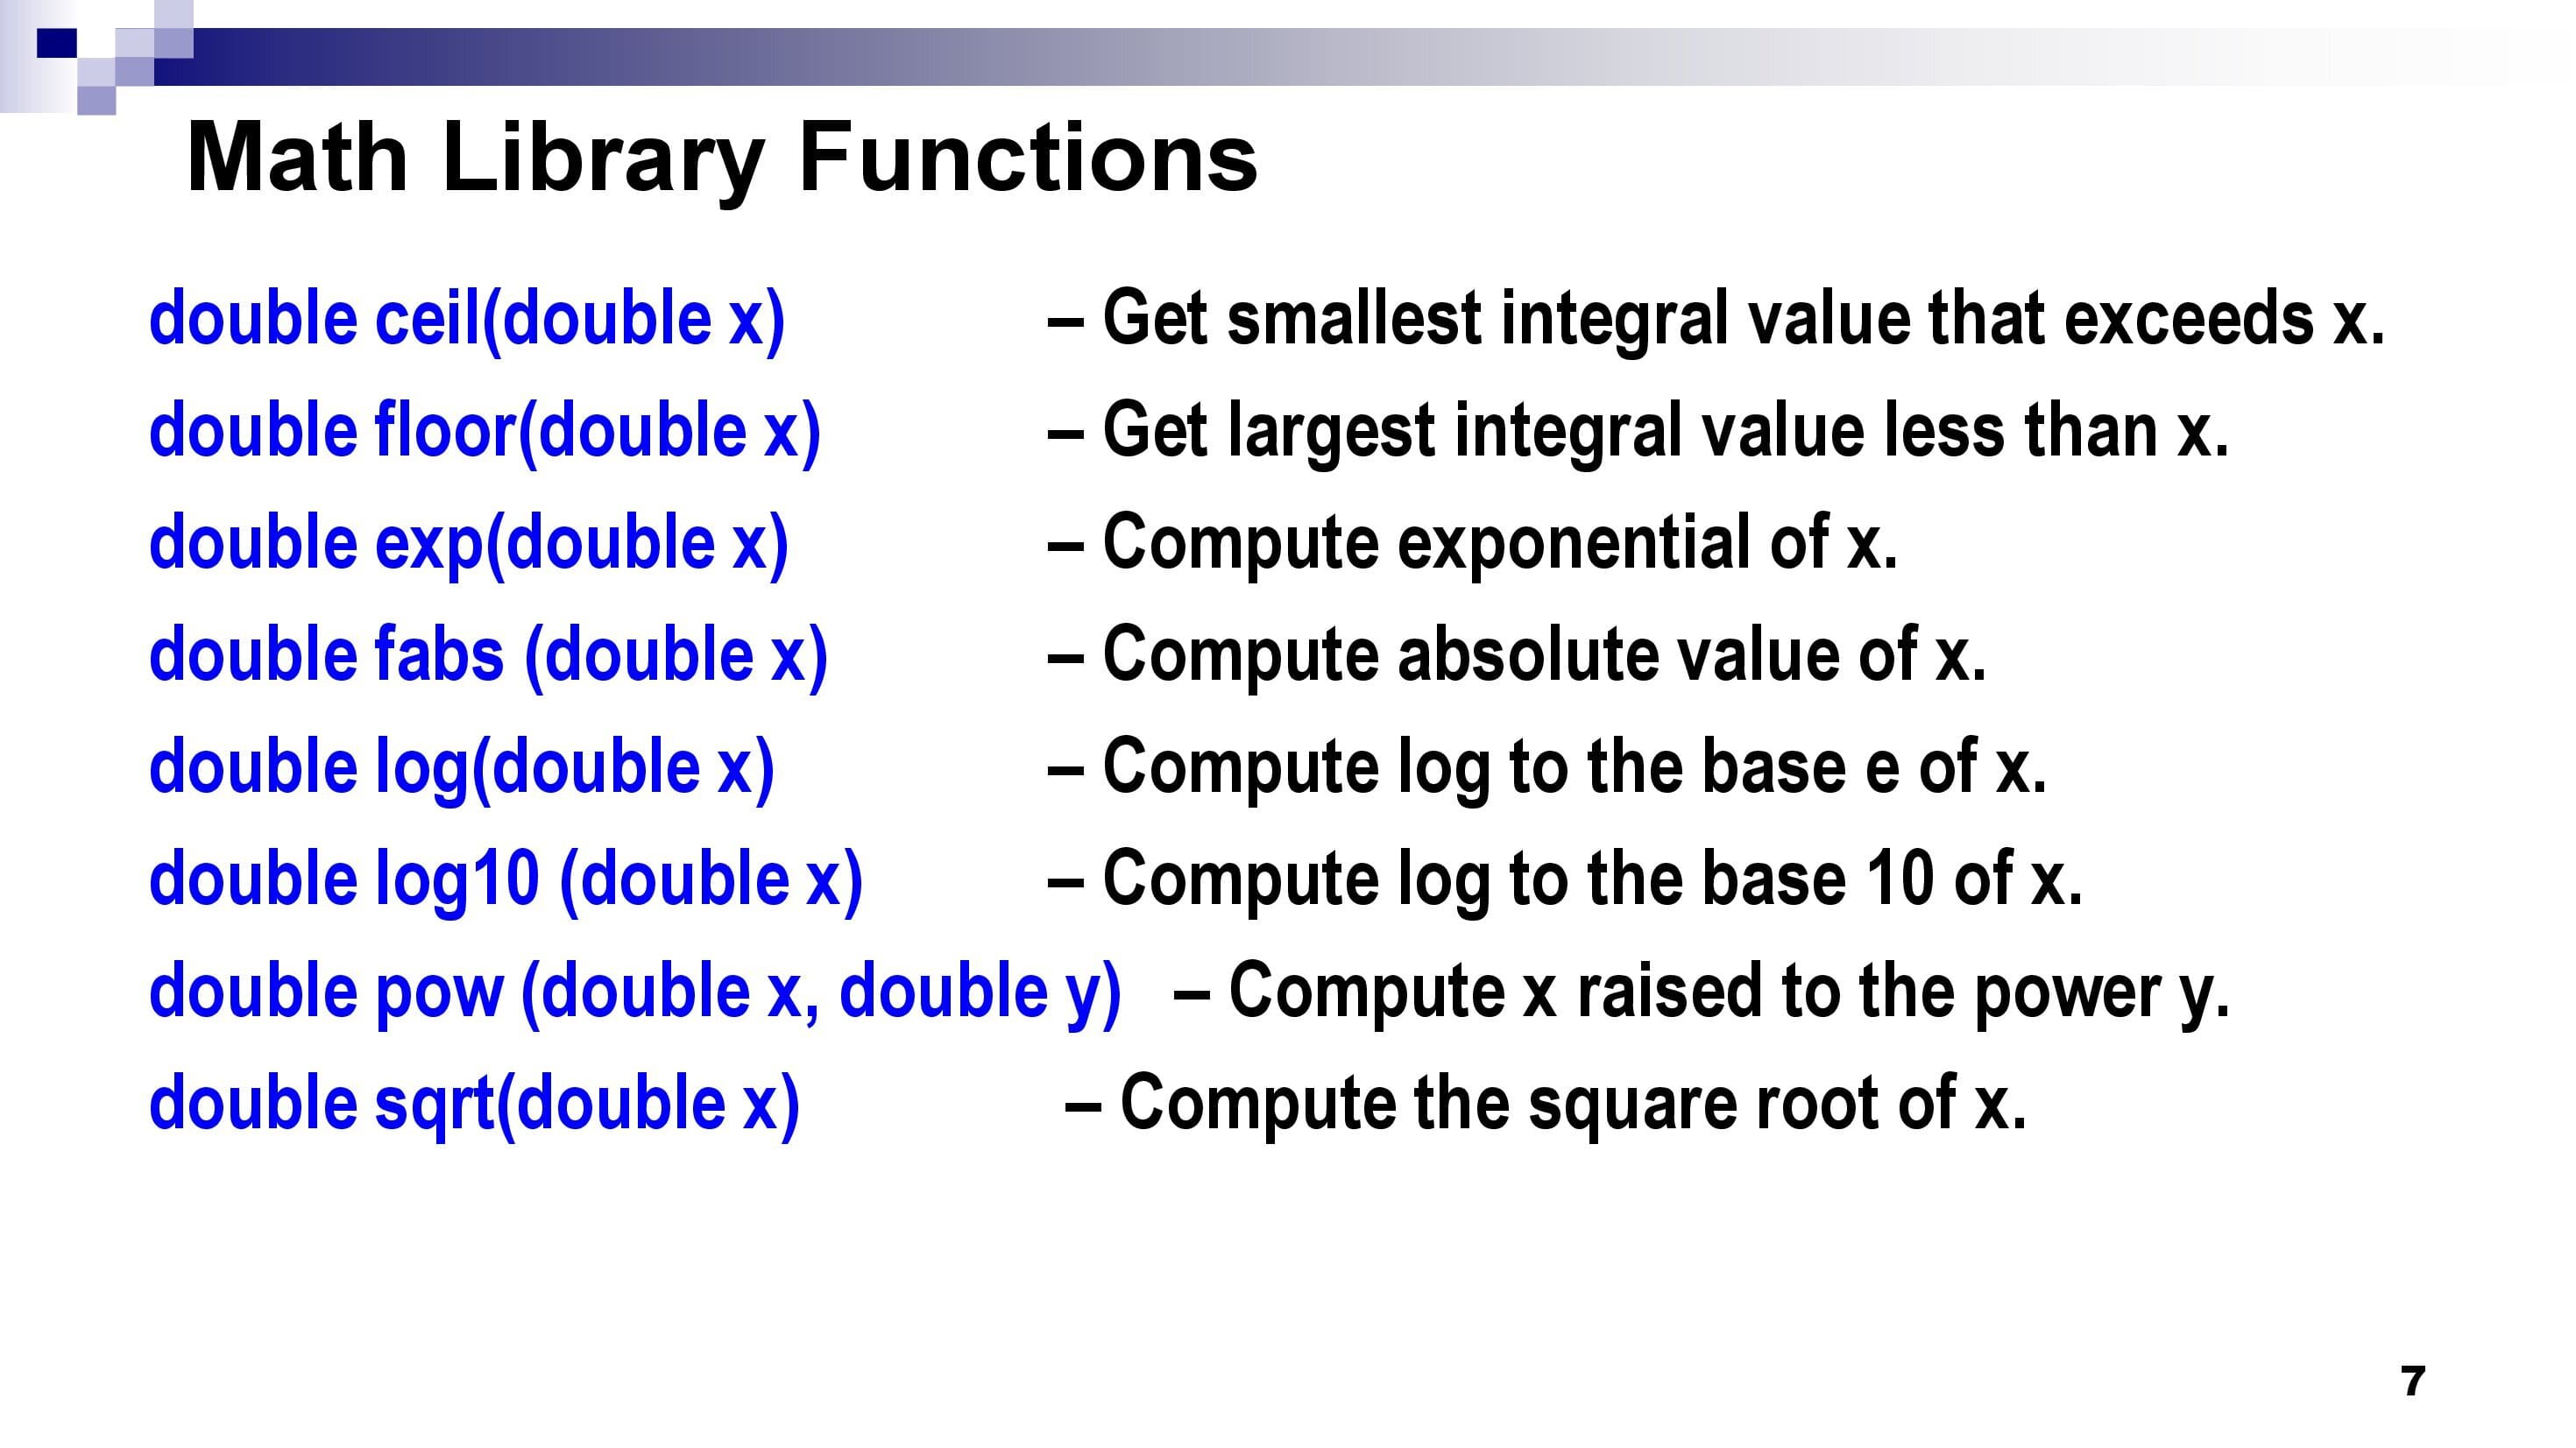 Math Library Functions
double ceil(double x) – Get smallest integral value that exceeds x.
double floor(double x) – Get largest integral value less than x.
double exp(double x) – Compute exponential of x.
double fabs (double x) – Compute absolute value of x.
double log(double x) – Compute log to the base e of x.
double log10 (double x) – Compute log to the base 10 of x.
double pow (double x, double y) – Compute x raised to the power y.
double sqrt(double x) – Compute the square root of x.
7